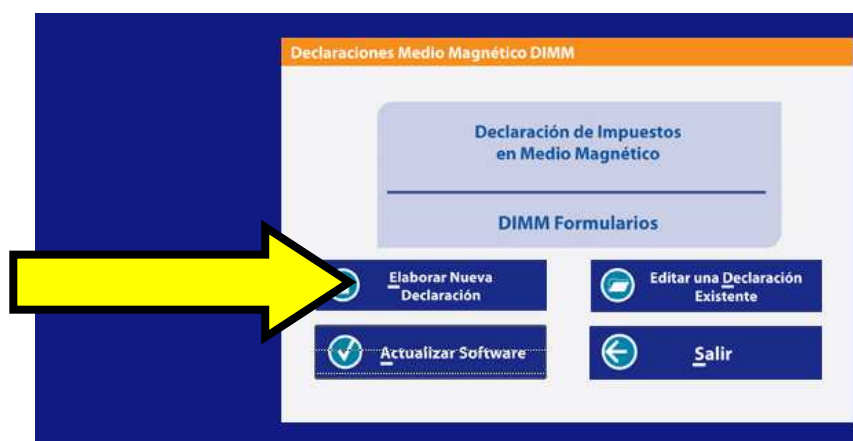 Declaraciones Medio Magnético DIMM
Declaración de Impuestos
en Medio Magnético
DIMM Formularios
Elaborar Nueva
Declaración
Editar una Declaración
Existente
Actualizar Software
Salir